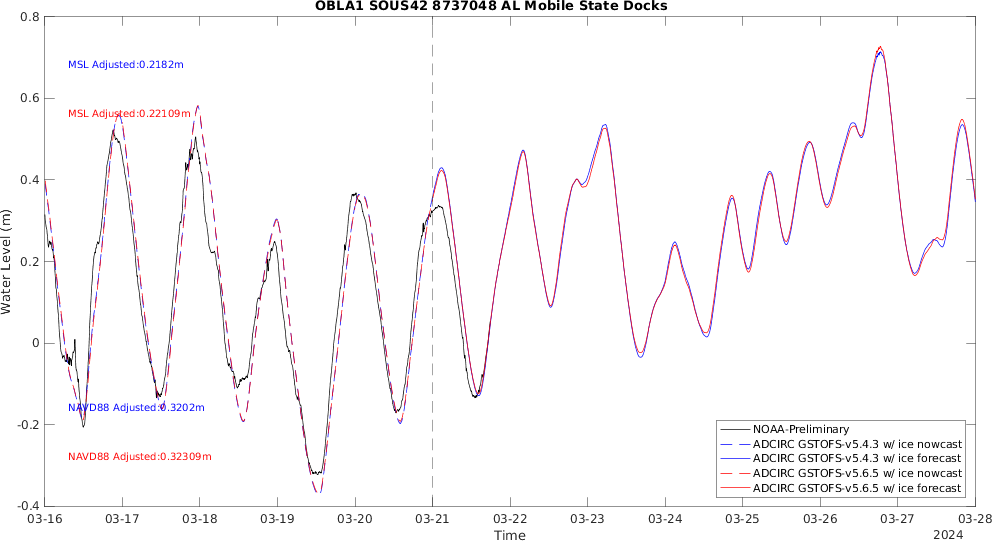 OBLA1 SOUS42 8737048 AL Mobile State Docks
Water Level (m)
0.8
0.6
0.4
0.2
0
-0.2
-0.4
MSL Adjusted:0.2182m
MSL Adjusted:0.22109m
NAVD88 Adjusted:0.3202m
NAVD88 Adjusted:0.32309m
NOAA-Preliminary
ADCIRC GSTOFS-v5.4.3 w/ ice nowcast
ADCIRC GSTOFS-v5.4.3 w/ ice forecast
ADCIRC GSTOFS-v5.6.5 w/ ice nowcast
ADCIRC GSTOFS-v5.6.5 w/ ice forecast
03-16 03-17 03-18 03-19 03-20 03-21 03-22 03-23 03-24 03-25 03-26 03-27 03-28
Time
2024